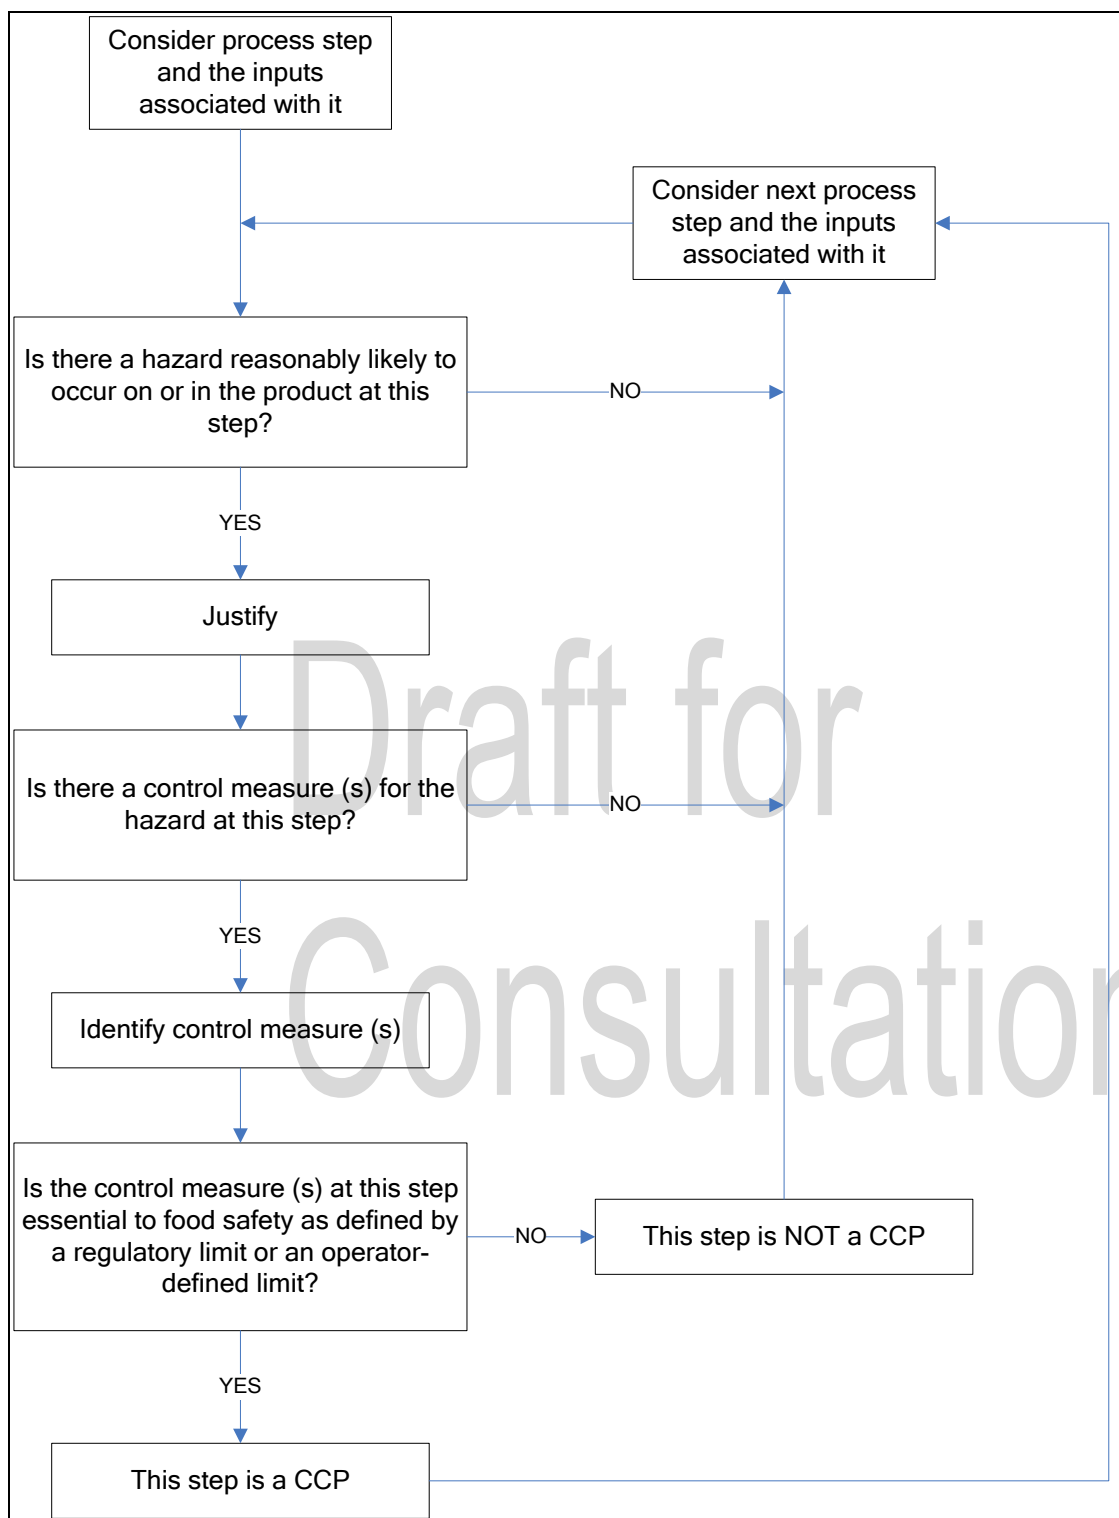 Consider process step
and the inputs
associated with it
Consider next process
step and the inputs
associated with it
Is there a hazard reasonably likely to
occur on or in the product at this
step?
NO
YES
Justify
Draft for
Is there a control measure (s) for the
hazard at this step?
NO
YES
Consultation
Identify control measure (s)
Is the control measure (s) at this step
essential to food safety as defined by
a regulatory limit or an operator-
defined limit?
NO
This step is NOT a CCP
YES
This step is a CCP